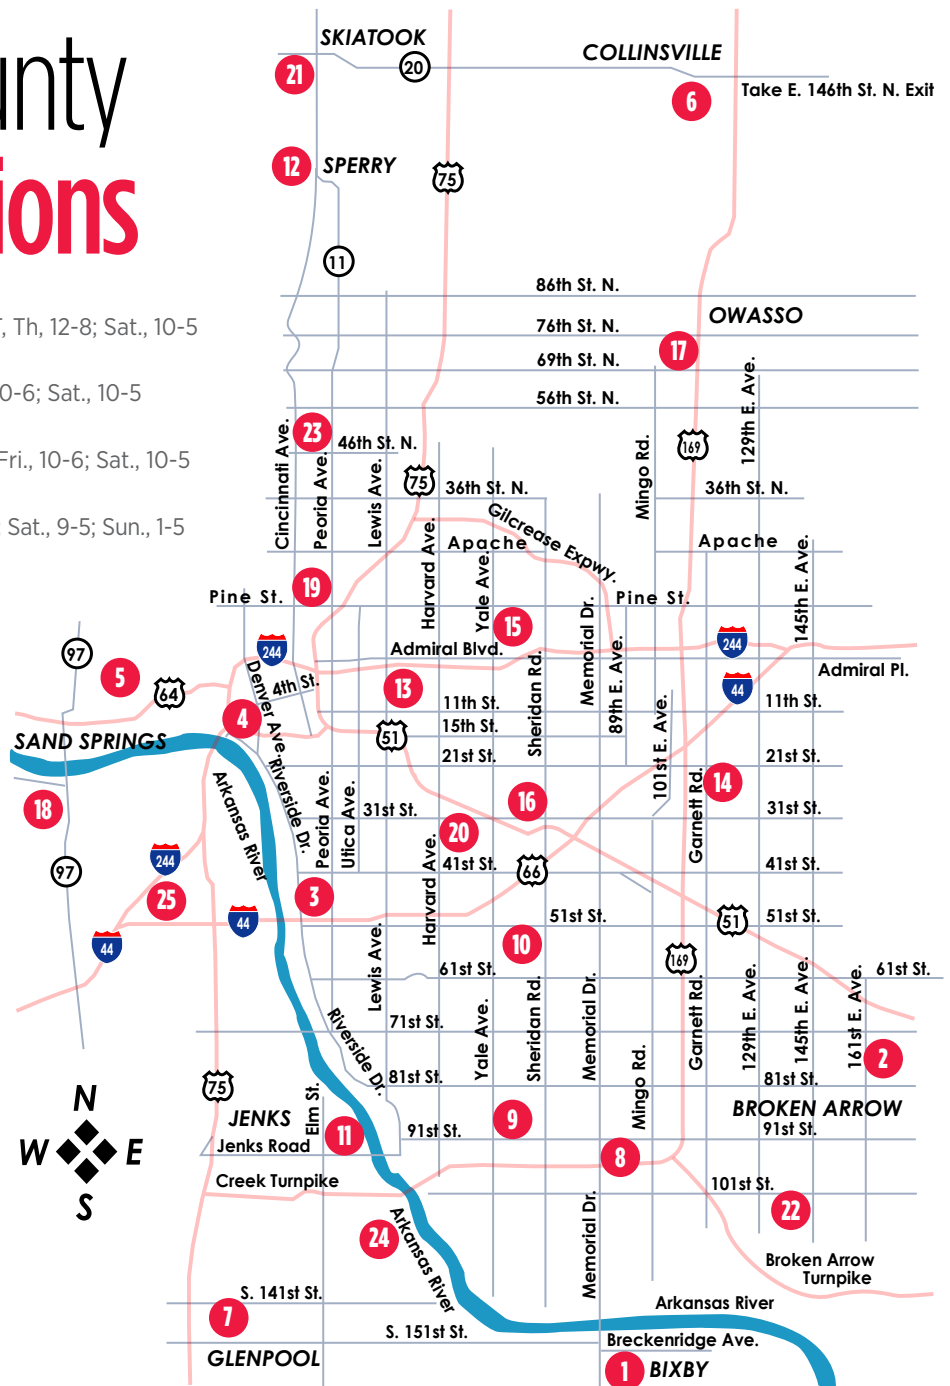 unty
ions
, Th, 12-8; Sat., 10-5
0-6; Sat., 10-5
Fri., 10-6; Sat., 10-5
Sat., 9-5; Sun., 1-5
SKIATOOK
COLLINSVILLE
21
20
6
Take E. 146th St. N. Exit
12
SPERRY
75
11
86th St. N.
OWASSO
76th St. N.
17
69th St. N.
129th E. Ave.
56th St. N.
23
46th St. N.
Cincinnati Ave.
Peoria Ave.
Lewis Ave.
Mingo Rd.
169
75
36th St. N.
36th St. N.
Gilcrease Expwy.
Harvard Ave.
Apache
Apache
Yale Ave.
145th E. Ave.
19
Pine St.
Pine St.
15
Memorial Dr.
97
244
Admiral Blvd.
244
5
64
Denver Ave.
4th St.
13
Sheridan Rd.
89th E. Ave.
44
Admiral Pl.
11th St.
11th St.
4
51
15th St.
101st E. Ave.
SAND SPRINGS
21st St.
21st St.
Arkansas River
Riverside Dr.
Peoria Ave.
Utica Ave.
16
14
Garnett Rd.
18
31st St.
31st St.
20
244
97
Harvard Ave.
41st St.
66
41st St.
25
3
44
51st St.
51
51st St.
44
10
Lewis Ave.
169
61st St.
61st St.
Yale Ave.
Sheridan Rd.
Memorial Dr.
Garnett Rd.
129th E. Ave.
145th E. Ave.
161st E. Ave.
Riverside Dr.
71st St.
2
75
81st St.
81st St.
Mingo Rd.
N
W E
S
JENKS
Elm St.
11
91st St.
9
BROKEN ARROW
91st St.
Jenks Road
8
Creek Turnpike
101st St.
22
24
Arkansas River
Memorial Dr.
Broken Arrow
Turnpike
S. 141st St.
Arkansas River
7
S. 151st St.
Breckenridge Ave.
GLENPOOL
1
BIXBY